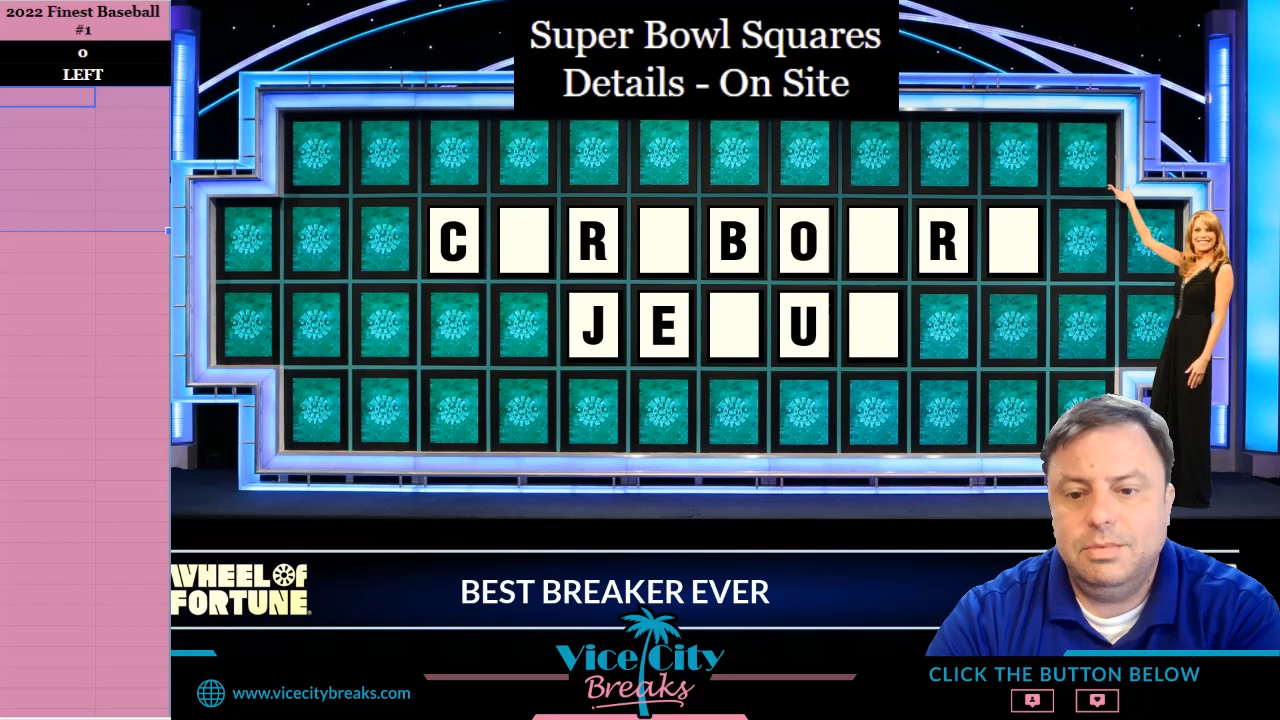 2022 Finest Baseball
#1
0
LEFT
Super Bowl Squares
Details - On Site
C R B O R
J E U
WHEEL OF
FORTUNE
BEST BREAKER EVER
Vice City
Breaks
www.vicecitybreaks.com
CLICK THE BUTTON BELOW